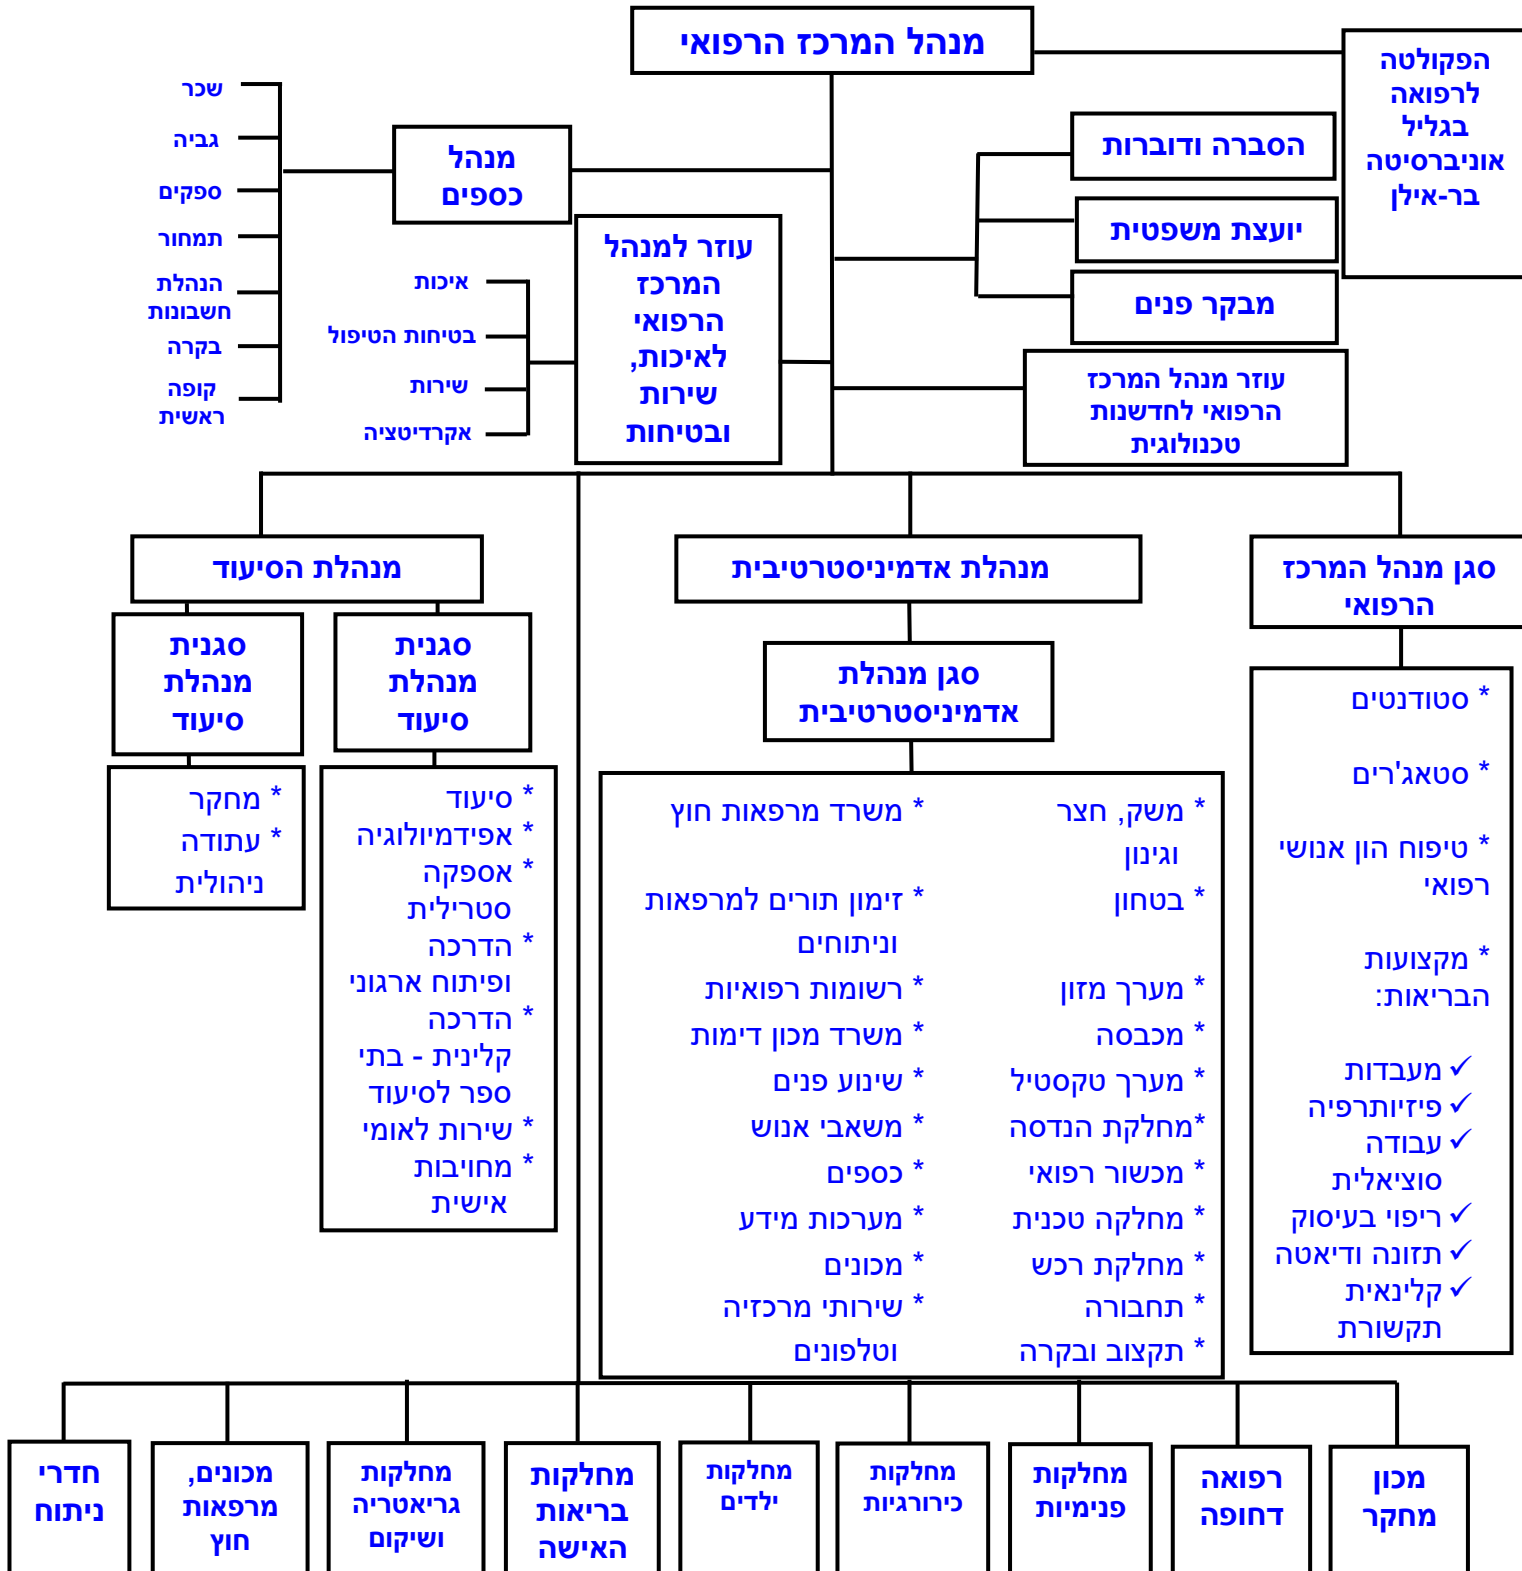 מנהל המרכז הרפואי
הפקולטה
לרפואה
בגליל
אוניברסיטה
בר-אילן
הסברה ודוברות
יועצת משפטית
מבקר פנים
עוזר מנהל המרכז
הרפואי לחדשנות
טכנולוגית
מנהל
כספים
שכר
גביה
ספקים
תמחור
הנהלת
חשבונות
בקרה
קופה
ראשית
עוזר למנהל
המרכז
הרפואי
לאיכות,
שירות
ובטיחות
איכות
בטיחות הטיפול
שירות
אקרדיטציה
סגן מנהל המרכז
הרפואי
* סטודנטים
* סטאג'רים
* טיפוח הון אנושי
רפואי
* מקצועות
הבריאות:
✓ מעבדות
✓ פיזיותרפיה
✓ עבודה
סוציאלית
✓ ריפוי בעיסוק
✓ תזונה ודיאטה
✓ קלינאית
תקשורת
מנהלת אדמיניסטרטיבית
סגן מנהלת
אדמיניסטרטיבית
* משק, חצר
וגינון
* בטחון
* מערך מזון
* מכבסה
* מערך טקסטיל
*מחלקת הנדסה
* מכשור רפואי
* מחלקה טכנית
* מחלקת רכש
* תחבורה
* תקצוב ובקרה
* משרד מרפאות חוץ
* זימון תורים למרפאות
וניתוחים
* רשומות רפואיות
* משרד מכון דימות
* שינוע פנים
* משאבי אנוש
* כספים
* מערכות מידע
* מכונים
* שירותי מרכזיה
וטלפונים
מנהלת הסיעוד
סגנית
מנהלת
סיעוד
* סיעוד
* אפידמיולוגיה
* אספקה
סטרילית
* הדרכה
ופיתוח ארגוני
* הדרכה
קלינית - בתי
ספר לסיעוד
* שירות לאומי
* מחויבות
אישית
סגנית
מנהלת
סיעוד
* מחקר
* עתודה
ניהולית
מכון
מחקר
רפואה
דחופה
מחלקות
פנימיות
מחלקות
כירורגיות
מחלקות
ילדים
מחלקות
בריאות
האישה
מחלקות
גריאטריה
ושיקום
מכונים,
מרפאות
חוץ
חדרי
ניתוח